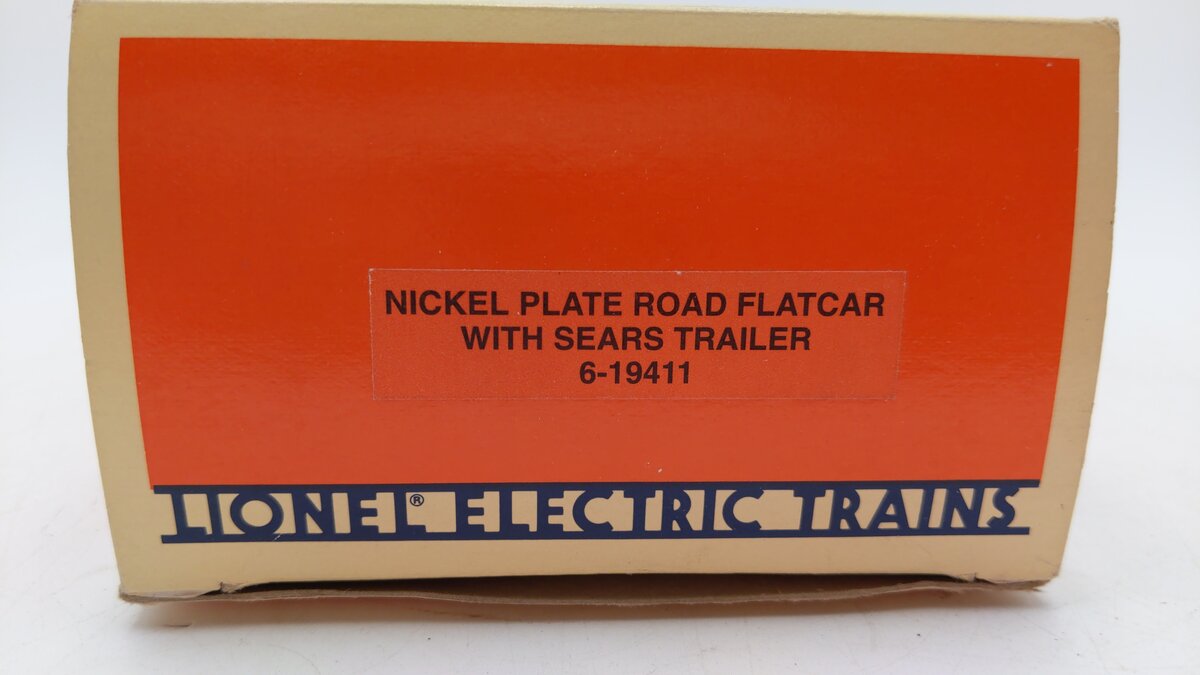 NICKEL PLATE ROAD FLATCAR
WITH SEARS TRAILER
6-19411
LIONEL® ELECTRIC TRAINS